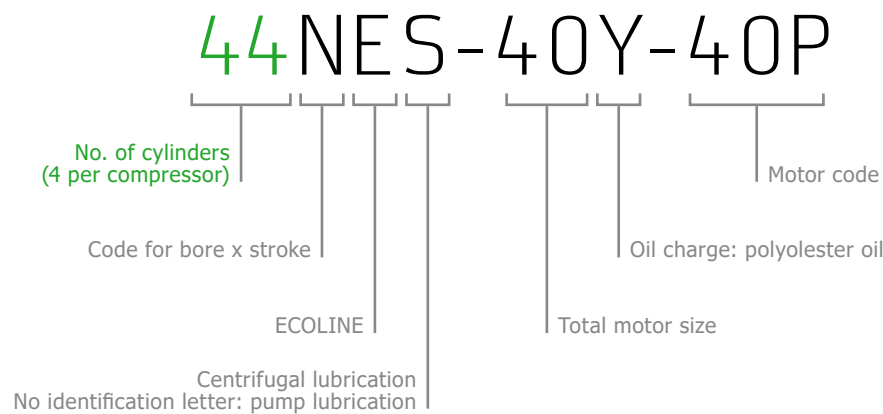 44NES-40Y-40P
No. of cylinders
(4 per compressor)
Motor code
Code for bore x stroke
Oil charge: polyolester oil
ECOLINE
Total motor size
Centrifugal lubrication
No identification letter: pump lubrication